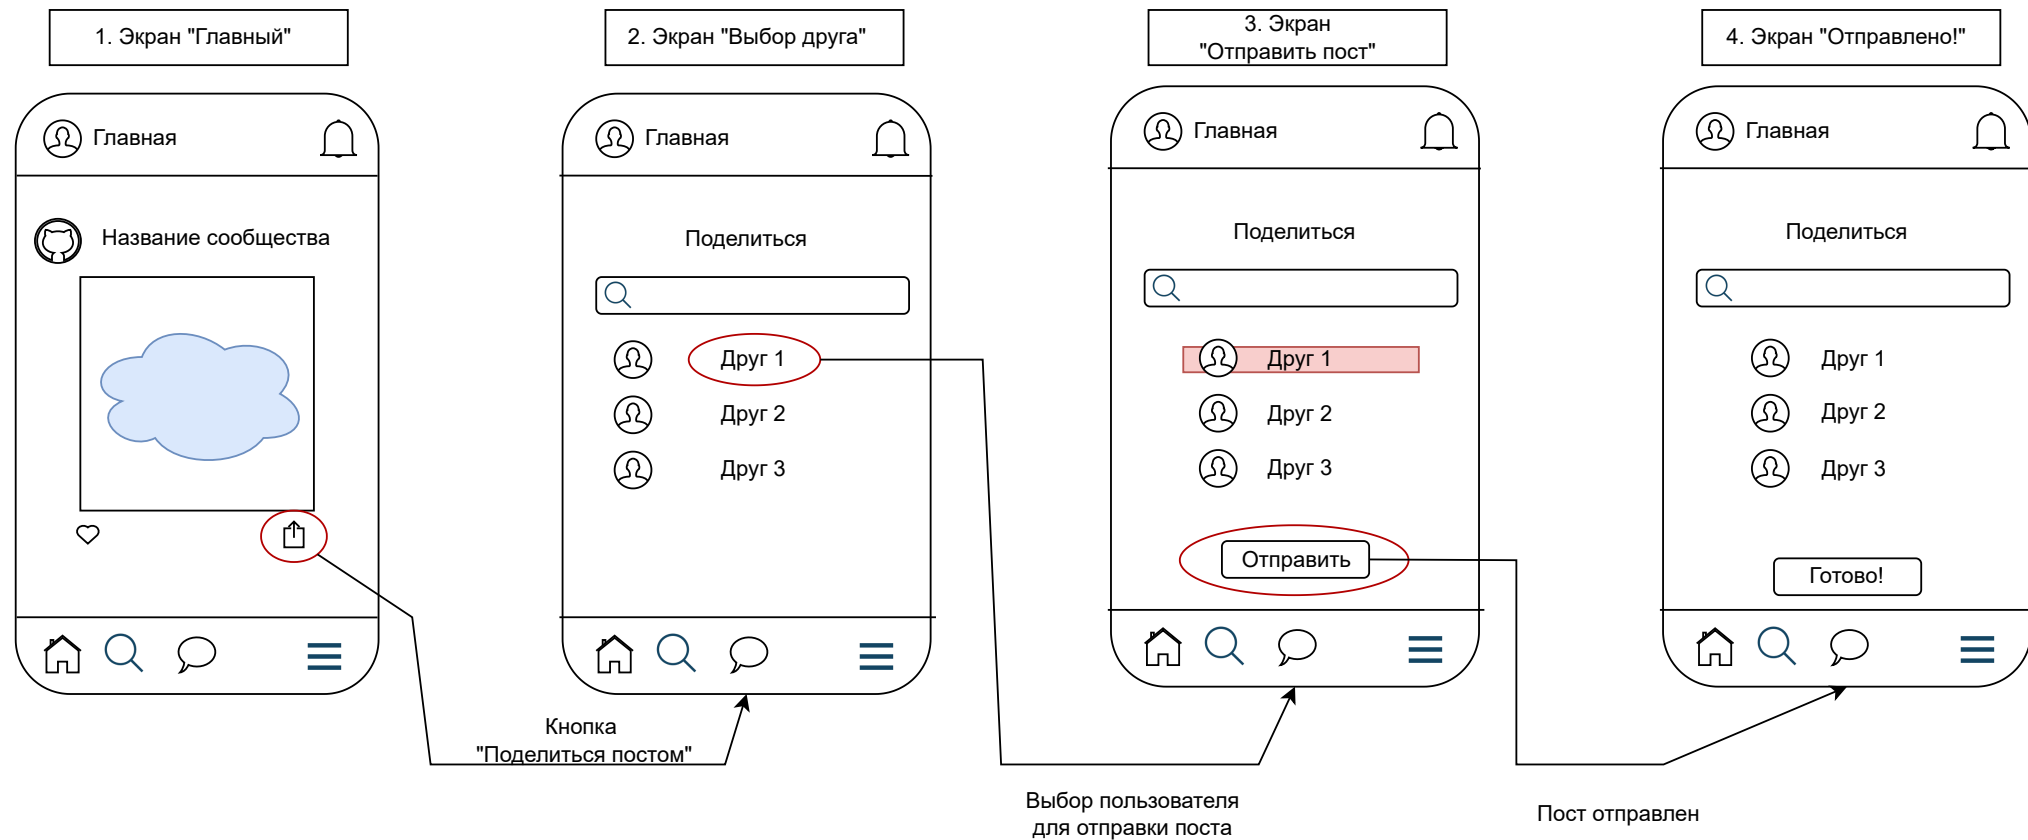 1. Экран "Главный"
2. Экран "Выбор друга"
3. Экран
"Отправить пост"
4. Экран "Отправлено!"
Главная
Название сообщества
Главная
Поделиться
Друг 1
Друг 2
Друг 3
Главная
Поделиться
Друг 1
Друг 2
Друг 3
Отправить
Главная
Поделиться
Друг 1
Друг 2
Друг 3
Готово!
Кнопка
"Поделиться постом"
Выбор пользователя
для отправки поста
Пост отправлен